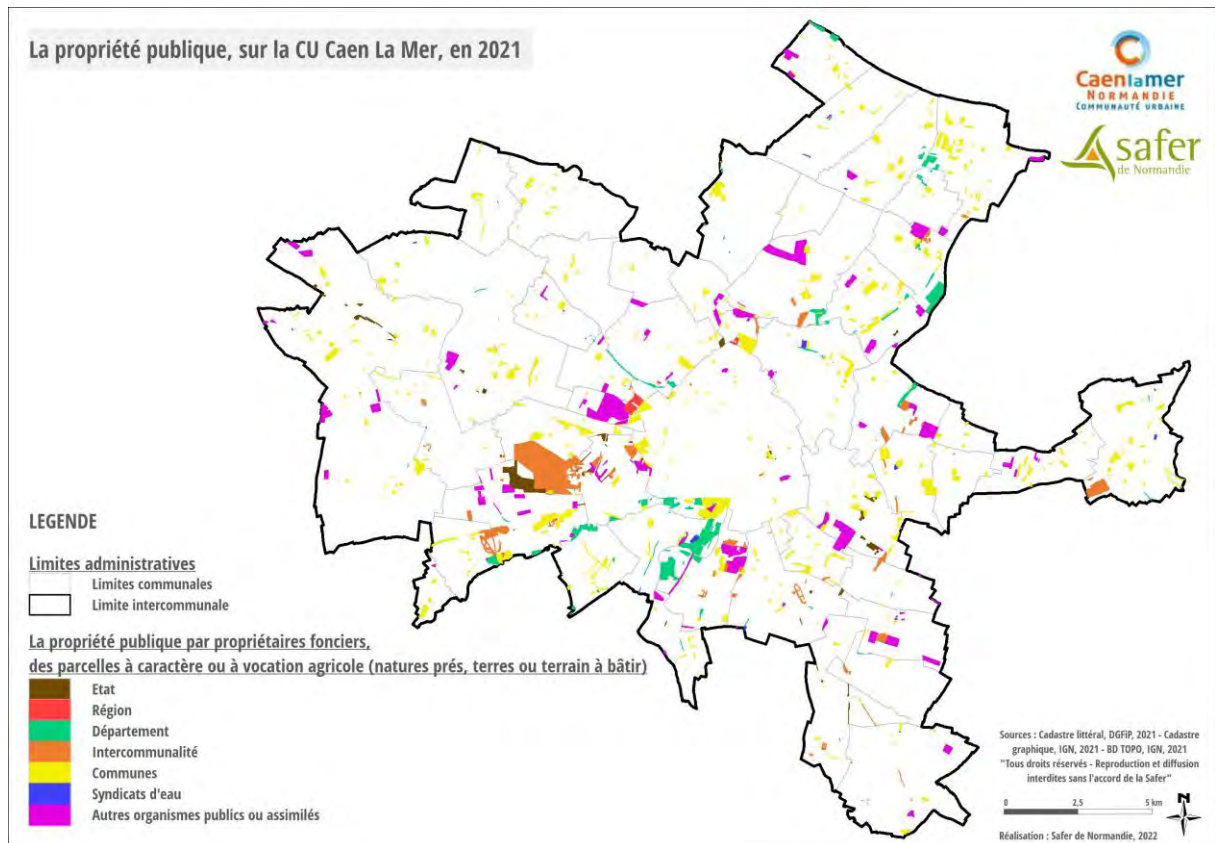 La propriété publique, sur la CU Caen La Mer, en 2021
Caenlamer
NORMANDIE
COMMUNAUTÉ URBAINE
safer
de Normandie
LEGENDE
Limites administratives
Limites communales
Limite intercommunale
La propriété publique par propriétaires fonciers,
des parcelles à caractère ou à vocation agricole (natures prés, terres ou terrain à bâtir)
Etat
Région
Département
Intercommunalité
Communes
Syndicats d'eau
Autres organismes publics ou assimilés
Sources : Cadastre littéral, DGFiP, 2021 - Cadastre
graphique, IGN, 2021 - BD TOPO, IGN, 2021
"Tous droits réservés - Reproduction et diffusion
interdites sans l'accord de la Safer"
0 2,5 5 km
N
Réalisation : Safer de Normandie, 2022